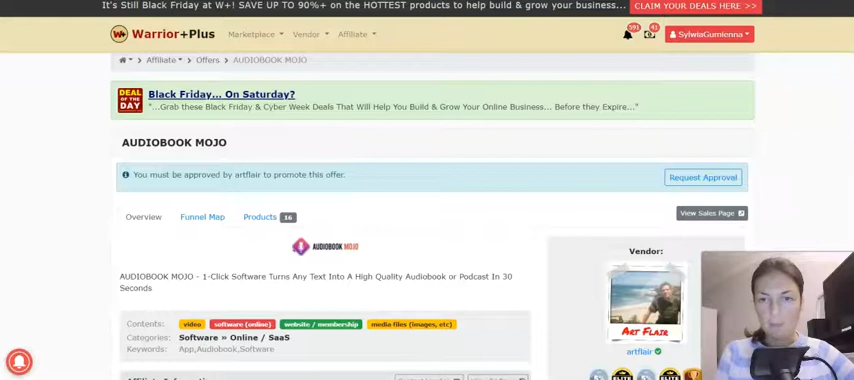 It's Still Black Friday at W+! SAVE UP TO 90%+ on the HOTTEST products to help build & grow your business... CLAIM YOUR DEALS HERE >>
Warrior+Plus Marketplace Vendor Affiliate 591 41 SylwiaGumienna
Affiliate Offers AUDIOBOOK MOJO
DEAL OF THE DAY
Black Friday... On Saturday?
"...Grab these Black Friday & Cyber Week Deals That Will Help You Build & Grow Your Online Business... Before they Expire..."
AUDIOBOOK MOJO
You must be approved by artflair to promote this offer. Request Approval
Overview Funnel Map Products 16 View Sales Page
AUDIOBOOK MOJO
AUDIOBOOK MOJO - 1-Click Software Turns Any Text Into A High Quality Audiobook or Podcast In 30
Seconds
Vendor:
ART FLAIR
artflair
Contents: video software (online) website / membership media files (images, etc)
Categories: Software » Online / SaaS
Keywords: App,Audiobook,Software
Affiliate Information